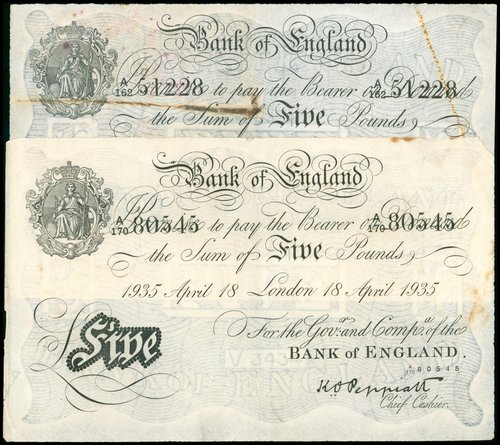 Bank of England
A/162 51228 to pay the Bearer on A/162 51228
the Sum of Five Pounds
Bank of England
A/170 80545 to pay the Bearer on A/170 80545
the Sum of Five Pounds
1935 April 18 London 18 April 1935
Five
For the Govr. and Compa. of the
BANK OF ENGLAND.
A/170 80545
K.O. Peppiatt
Chief Cashier.